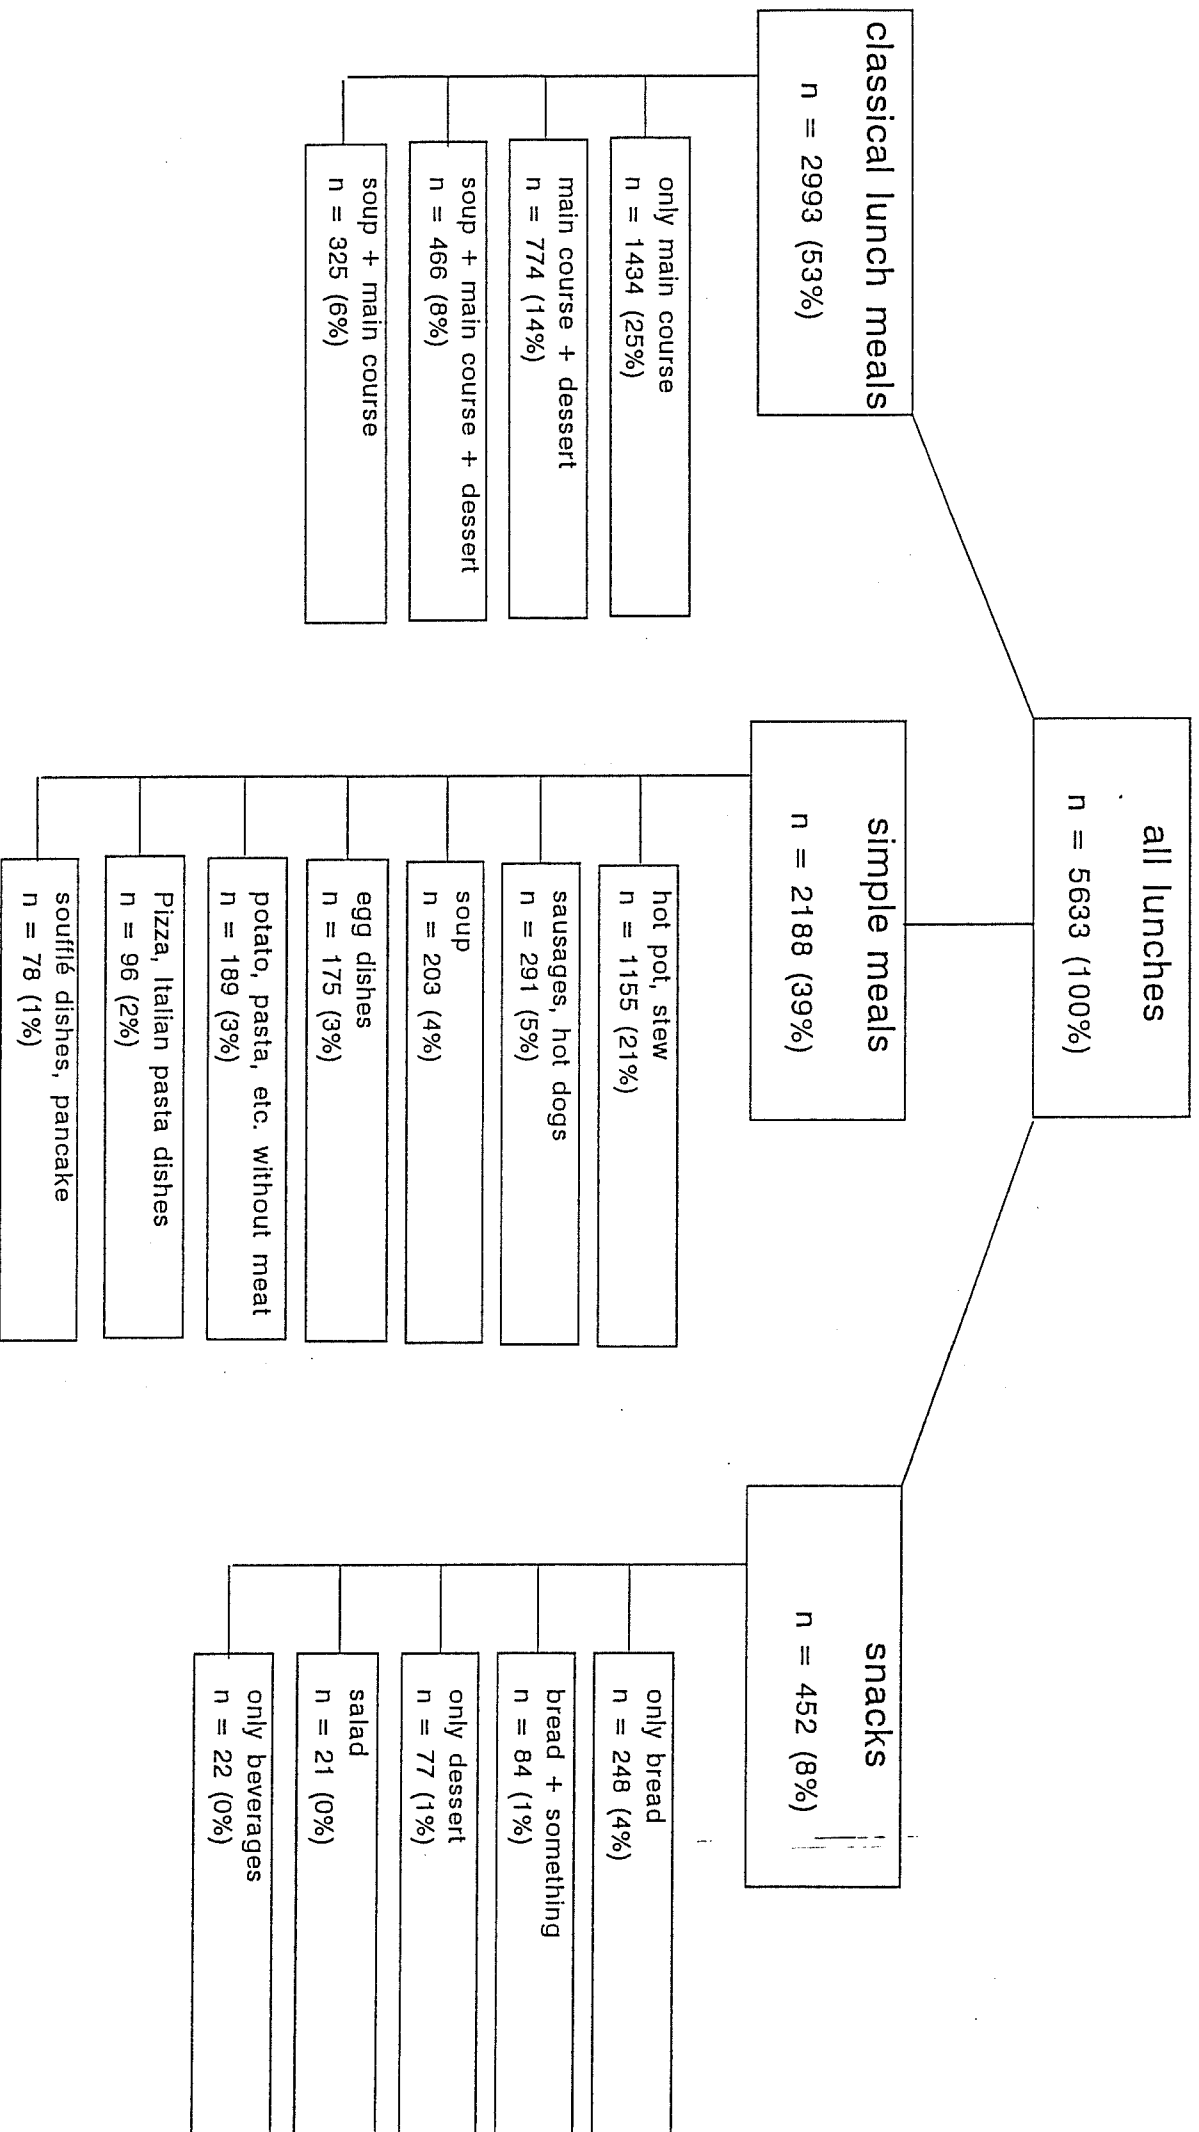 all lunches
n = 5633 (100%)
classical lunch meals
n = 2993 (53%)
only main course
n = 1434 (25%)
main course + dessert
n = 774 (14%)
soup + main course + dessert
n = 466 (8%)
soup + main course
n = 325 (6%)
simple meals
n = 2188 (39%)
hot pot, stew
n = 1155 (21%)
sausages, hot dogs
n = 291 (5%)
soup
n = 203 (4%)
egg dishes
n = 175 (3%)
potato, pasta, etc. without meat
n = 189 (3%)
Pizza, Italian pasta dishes
n = 96 (2%)
soufflé dishes, pancake
n = 78 (1%)
snacks
n = 452 (8%)
only bread
n = 248 (4%)
bread + something
n = 84 (1%)
only dessert
n = 77 (1%)
salad
n = 21 (0%)
only beverages
n = 22 (0%)